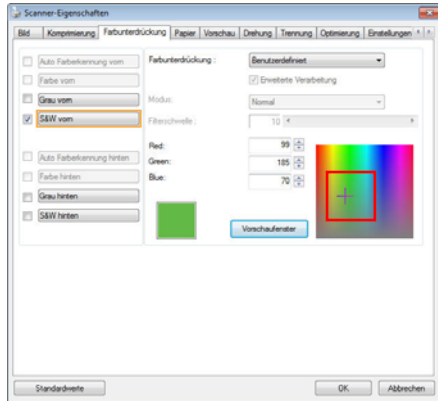 Scanner-Eigenschaften
Bild Komprimierung Farbunterdrückung Papier Vorschau Drehung Trennung Optimierung Einstellungen
Auto Farberkennung vorn Farbunterdrückung : Benutzerdefiniert
Farbe vorn Erweiterte Verarbeitung
Grau vorn Modus: Normal
S&W vorn Filterschwelle : 10
Red: 99
Auto Farberkennung hinten Green: 185
Farbe hinten Blue: 70
Grau hinten
S&W hinten Vorschaufenster
Standardwerte OK Abbrechen